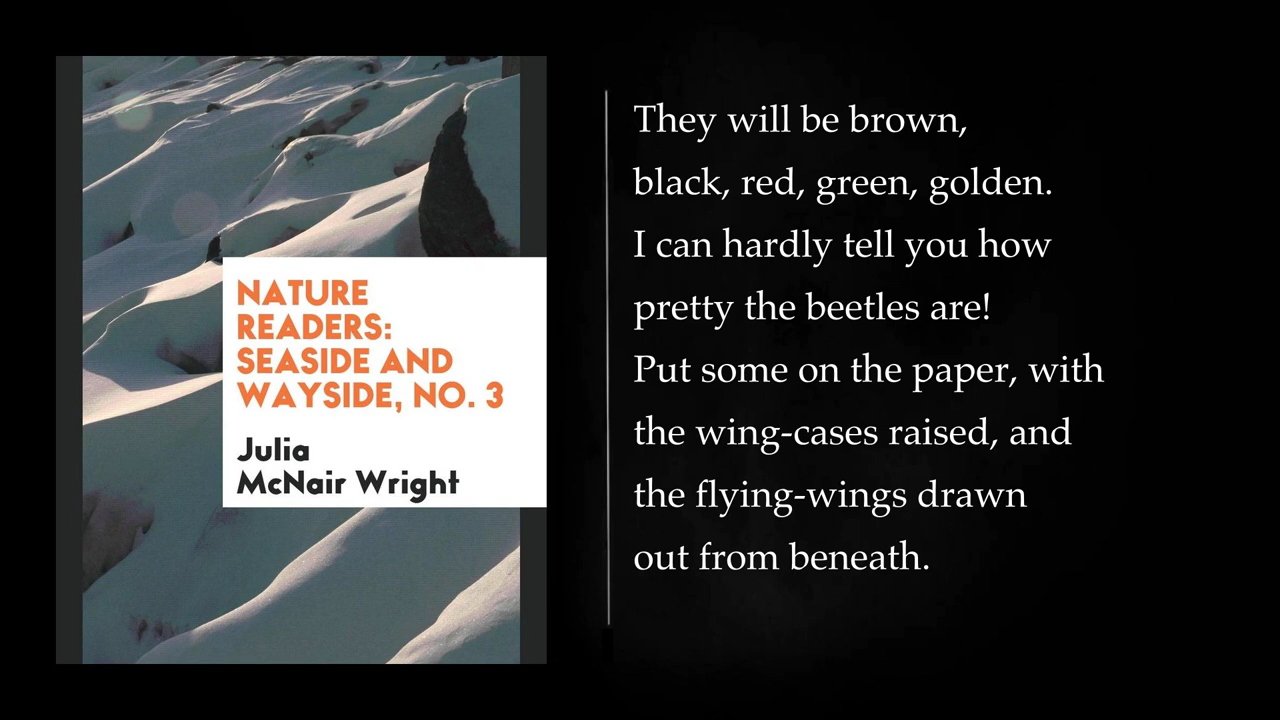 NATURE
READERS:
SEASIDE AND
WAYSIDE, NO. 3
Julia
McNair Wright
They will be brown,
black, red, green, golden.
I can hardly tell you how
pretty the beetles are!
Put some on the paper, with
the wing-cases raised, and
the flying-wings drawn
out from beneath.